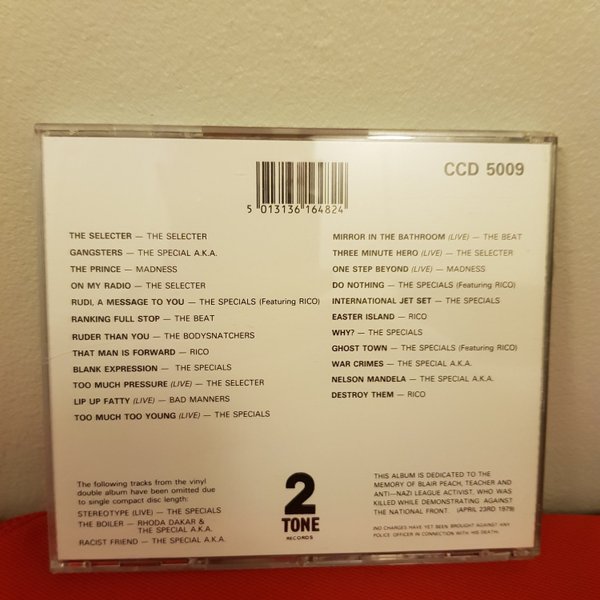 CCD 5009
5 013136 164824
THE SELECTER — THE SELECTER
GANGSTERS — THE SPECIAL A.K.A.
THE PRINCE — MADNESS
ON MY RADIO — THE SELECTER
RUDI, A MESSAGE TO YOU — THE SPECIALS (Featuring RICO)
RANKING FULL STOP — THE BEAT
RUDER THAN YOU — THE BODYSNATCHERS
THAT MAN IS FORWARD — RICO
BLANK EXPRESSION — THE SPECIALS
TOO MUCH PRESSURE (LIVE) — THE SELECTER
LIP UP FATTY (LIVE) — BAD MANNERS
TOO MUCH TOO YOUNG (LIVE) — THE SPECIALS
MIRROR IN THE BATHROOM (LIVE) — THE BEAT
THREE MINUTE HERO (LIVE) — THE SELECTER
ONE STEP BEYOND (LIVE) — MADNESS
DO NOTHING — THE SPECIALS (Featuring RICO)
INTERNATIONAL JET SET — THE SPECIALS
EASTER ISLAND — RICO
WHY? — THE SPECIALS
GHOST TOWN — THE SPECIALS (Featuring RICO)
WAR CRIMES — THE SPECIAL A.K.A.
NELSON MANDELA — THE SPECIAL A.K.A.
DESTROY THEM — RICO
The following tracks from the vinyl
double album have been omitted due
to single compact disc length:
STEREOTYPE (LIVE) — THE SPECIALS
THE BOILER — RHODA DAKAR &
THE SPECIAL A.K.A.
RACIST FRIEND — THE SPECIAL A.K.A.
2
TONE
RECORDS
THIS ALBUM IS DEDICATED TO THE
MEMORY OF BLAIR PEACH, TEACHER AND
ANTI—NAZI LEAGUE ACTIVIST, WHO WAS
KILLED WHILE DEMONSTRATING AGAINST
THE NATIONAL FRONT. (APRIL 23RD 1979)
(NO CHARGES HAVE YET BEEN BROUGHT AGAINST ANY
POLICE OFFICER IN CONNECTION WITH HIS DEATH)